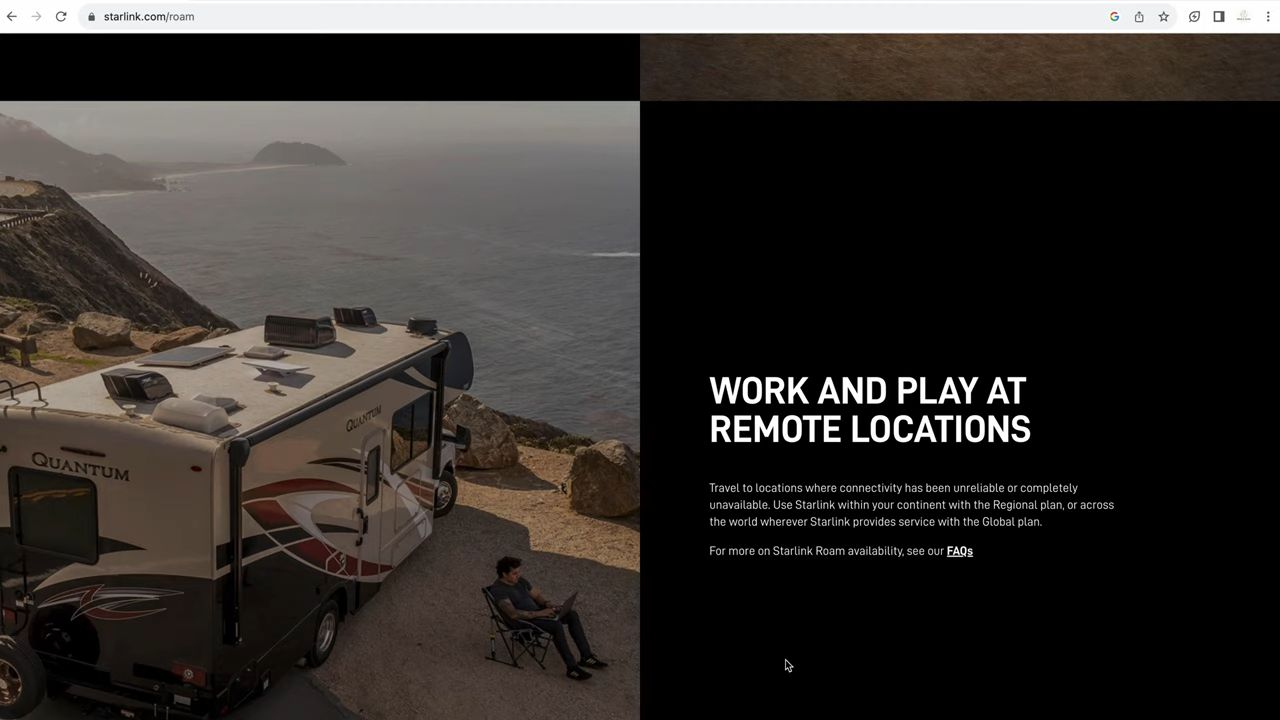 starlink.com/roam
WORK AND PLAY AT
REMOTE LOCATIONS
Travel to locations where connectivity has been unreliable or completely
unavailable. Use Starlink within your continent with the Regional plan, or across
the world wherever Starlink provides service with the Global plan.
For more on Starlink Roam availability, see our FAQs
QUANTUM
QUANTUM